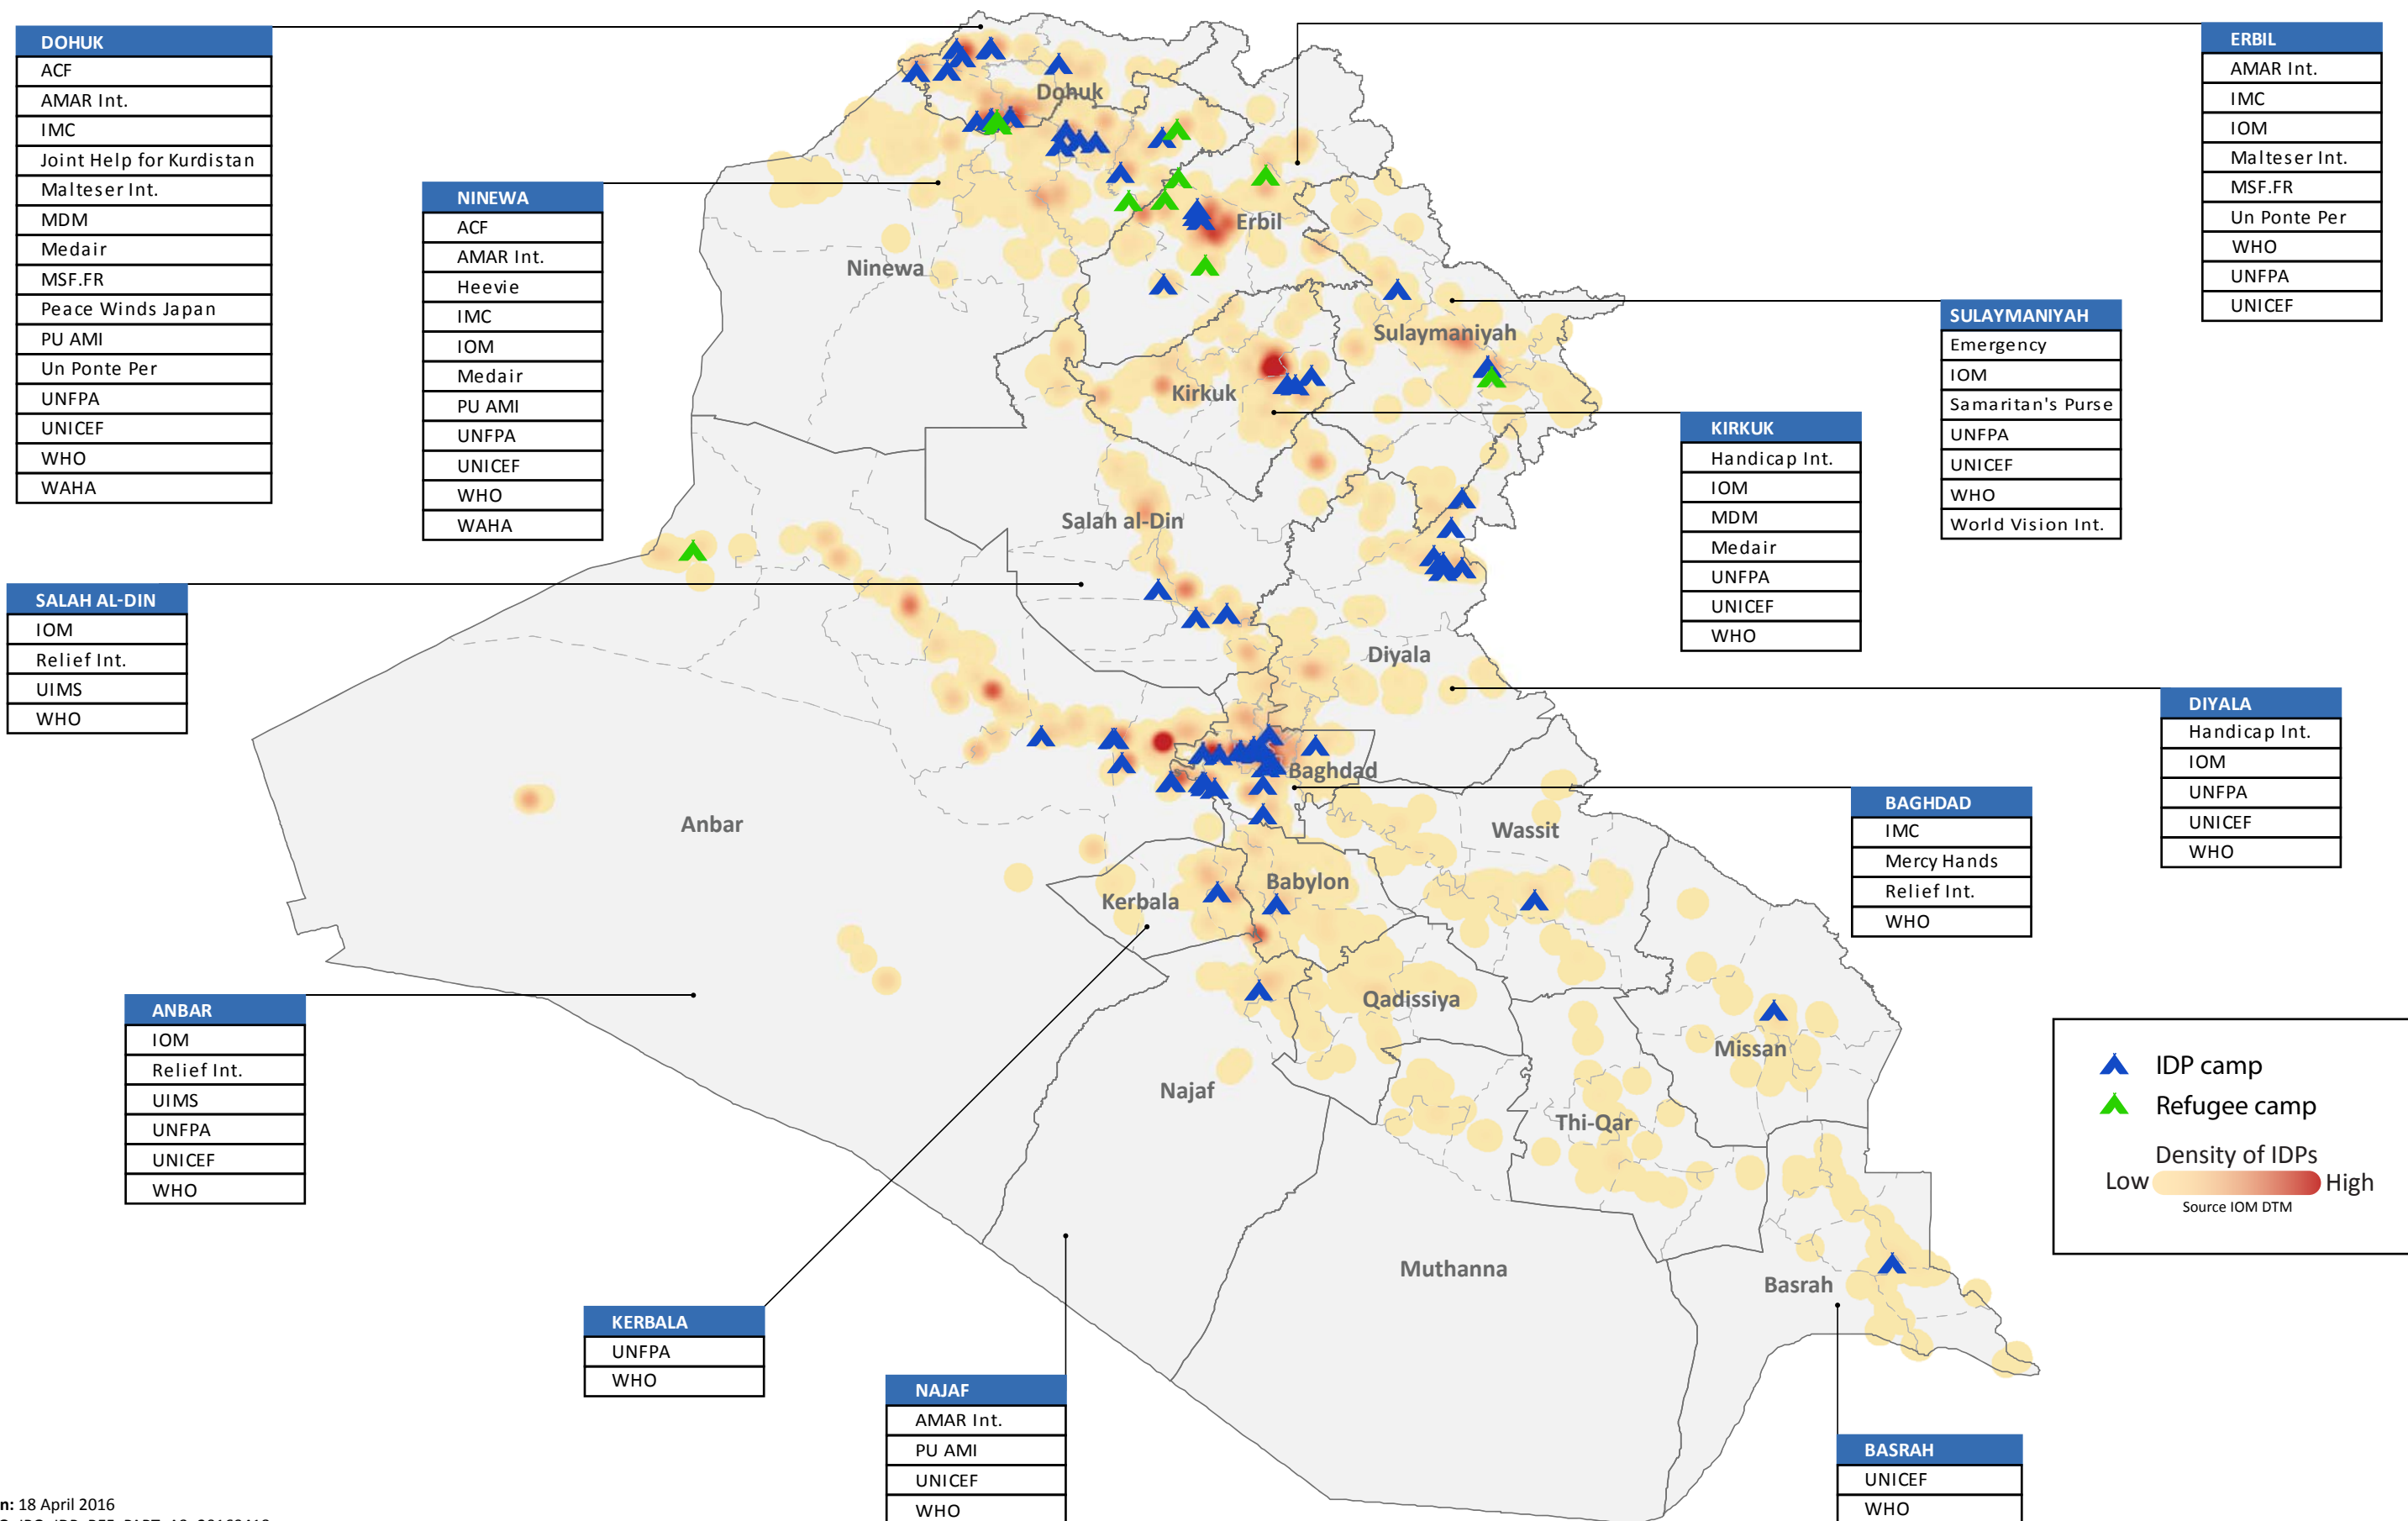 DOHUK
ACF
AMAR Int.
IMC
Joint Help for Kurdistan
Malteser Int.
MDM
Medair
MSF.FR
Peace Winds Japan
PU AMI
Un Ponte Per
UNFPA
UNICEF
WHO
WAHA
NINEWA
ACF
AMAR Int.
Heevie
IMC
IOM
Medair
PU AMI
UNFPA
UNICEF
WHO
WAHA
ERBIL
AMAR Int.
IMC
IOM
Malteser Int.
MSF.FR
Un Ponte Per
WHO
UNFPA
UNICEF
SULAYMANIYAH
Emergency
IOM
Samaritan's Purse
UNFPA
UNICEF
WHO
World Vision Int.
KIRKUK
Handicap Int.
IOM
MDM
Medair
UNFPA
UNICEF
WHO
SALAH AL-DIN
IOM
Relief Int.
UIMS
WHO
DIYALA
Handicap Int.
IOM
UNFPA
UNICEF
WHO
BAGHDAD
IMC
Mercy Hands
Relief Int.
WHO
ANBAR
IOM
Relief Int.
UIMS
UNFPA
UNICEF
WHO
KERBALA
UNFPA
WHO
NAJAF
AMAR Int.
PU AMI
UNICEF
WHO
BASRAH
UNICEF
WHO
Dohuk
Erbil
Ninewa
Sulaymaniyah
Kirkuk
Salah al-Din
Diyala
Baghdad
Anbar
Wassit
Babylon
Kerbala
Qadissiya
Missan
Najaf
Thi-Qar
Muthanna
Basrah
IDP camp
Refugee camp
Density of IDPs
Low High
Source IOM DTM
n: 18 April 2016